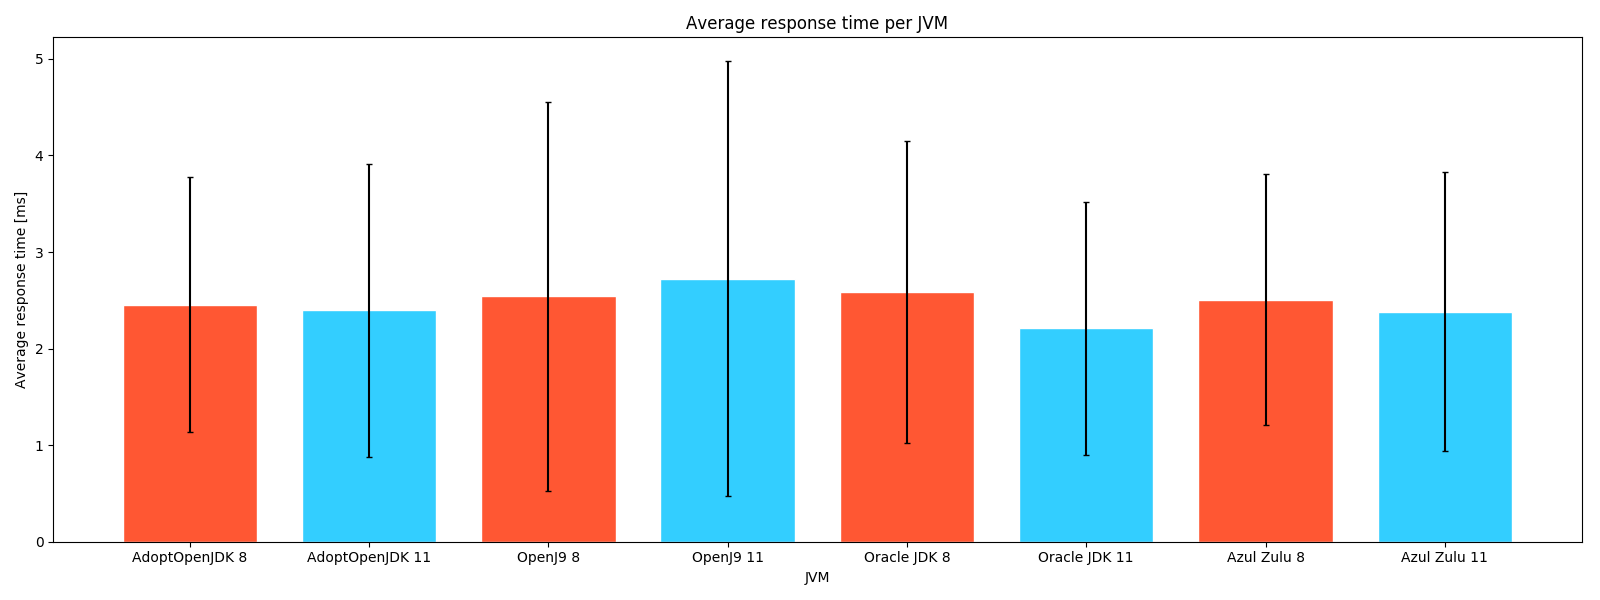 Average response time per JVM
Average response time [ms]
5
4
3
2
1
0
AdoptOpenJDK 8 AdoptOpenJDK 11 OpenJ9 8 OpenJ9 11 Oracle JDK 8 Oracle JDK 11 Azul Zulu 8 Azul Zulu 11
JVM